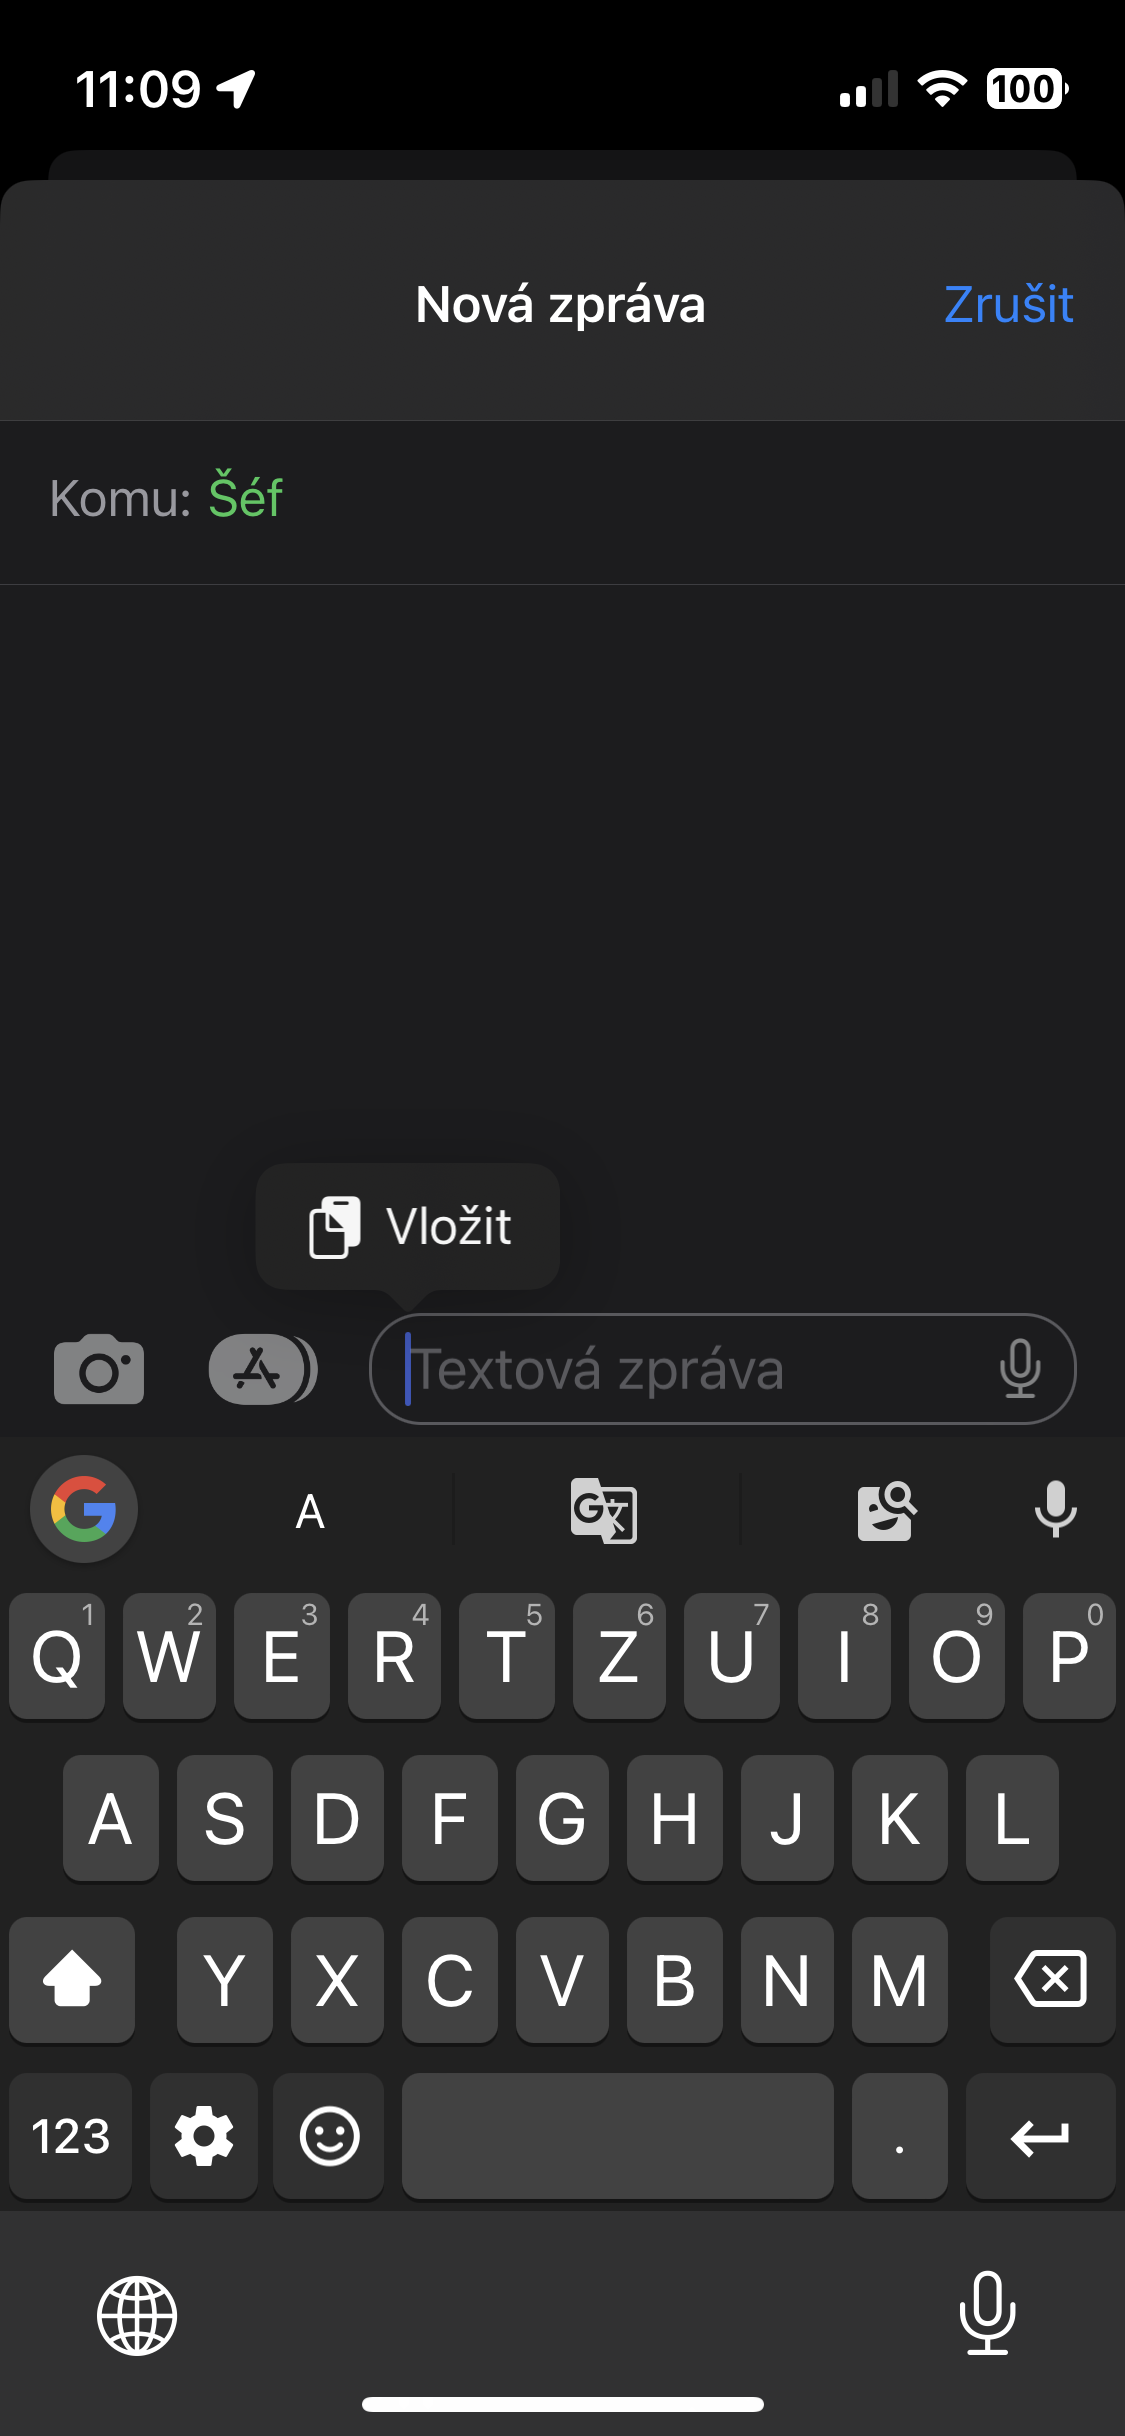 11:09
100
Nová zpráva
Zrušit
Komu: Šéf
Vložit
Textová zpráva
A
1 2 3 4 5 6 7 8 9 0
Q W E R T Z U I O P
A S D F G H J K L
Y X C V B N M
123
.